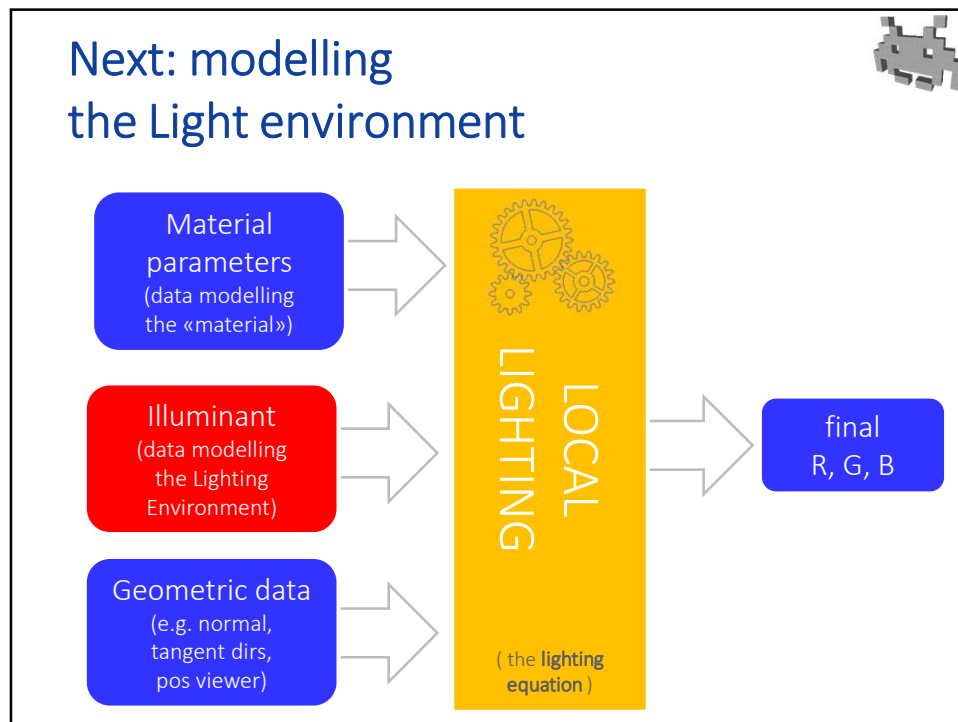 Next: modelling
the Light environment
Material
parameters
(data modelling
the «material»)
Illuminant
(data modelling
the Lighting
Environment)
Geometric data
(e.g. normal,
tangent dirs,
pos viewer)
LOCAL
LIGHTING
( the lighting
equation )
final
R, G, B